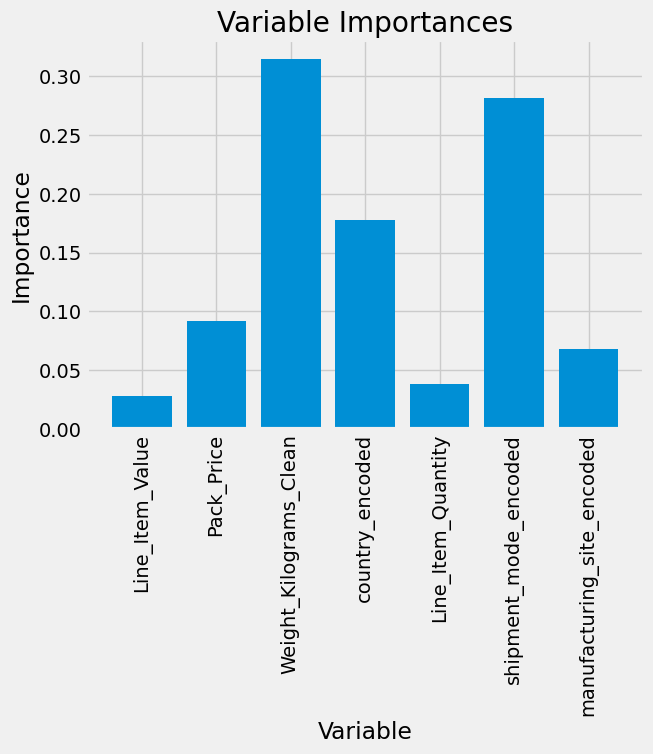 Variable Importances
Importance
0.30
0.25
0.20
0.15
0.10
0.05
0.00
Line_Item_Value
Pack_Price
Weight_Kilograms_Clean
country_encoded
Line_Item_Quantity
shipment_mode_encoded
manufacturing_site_encoded
Variable